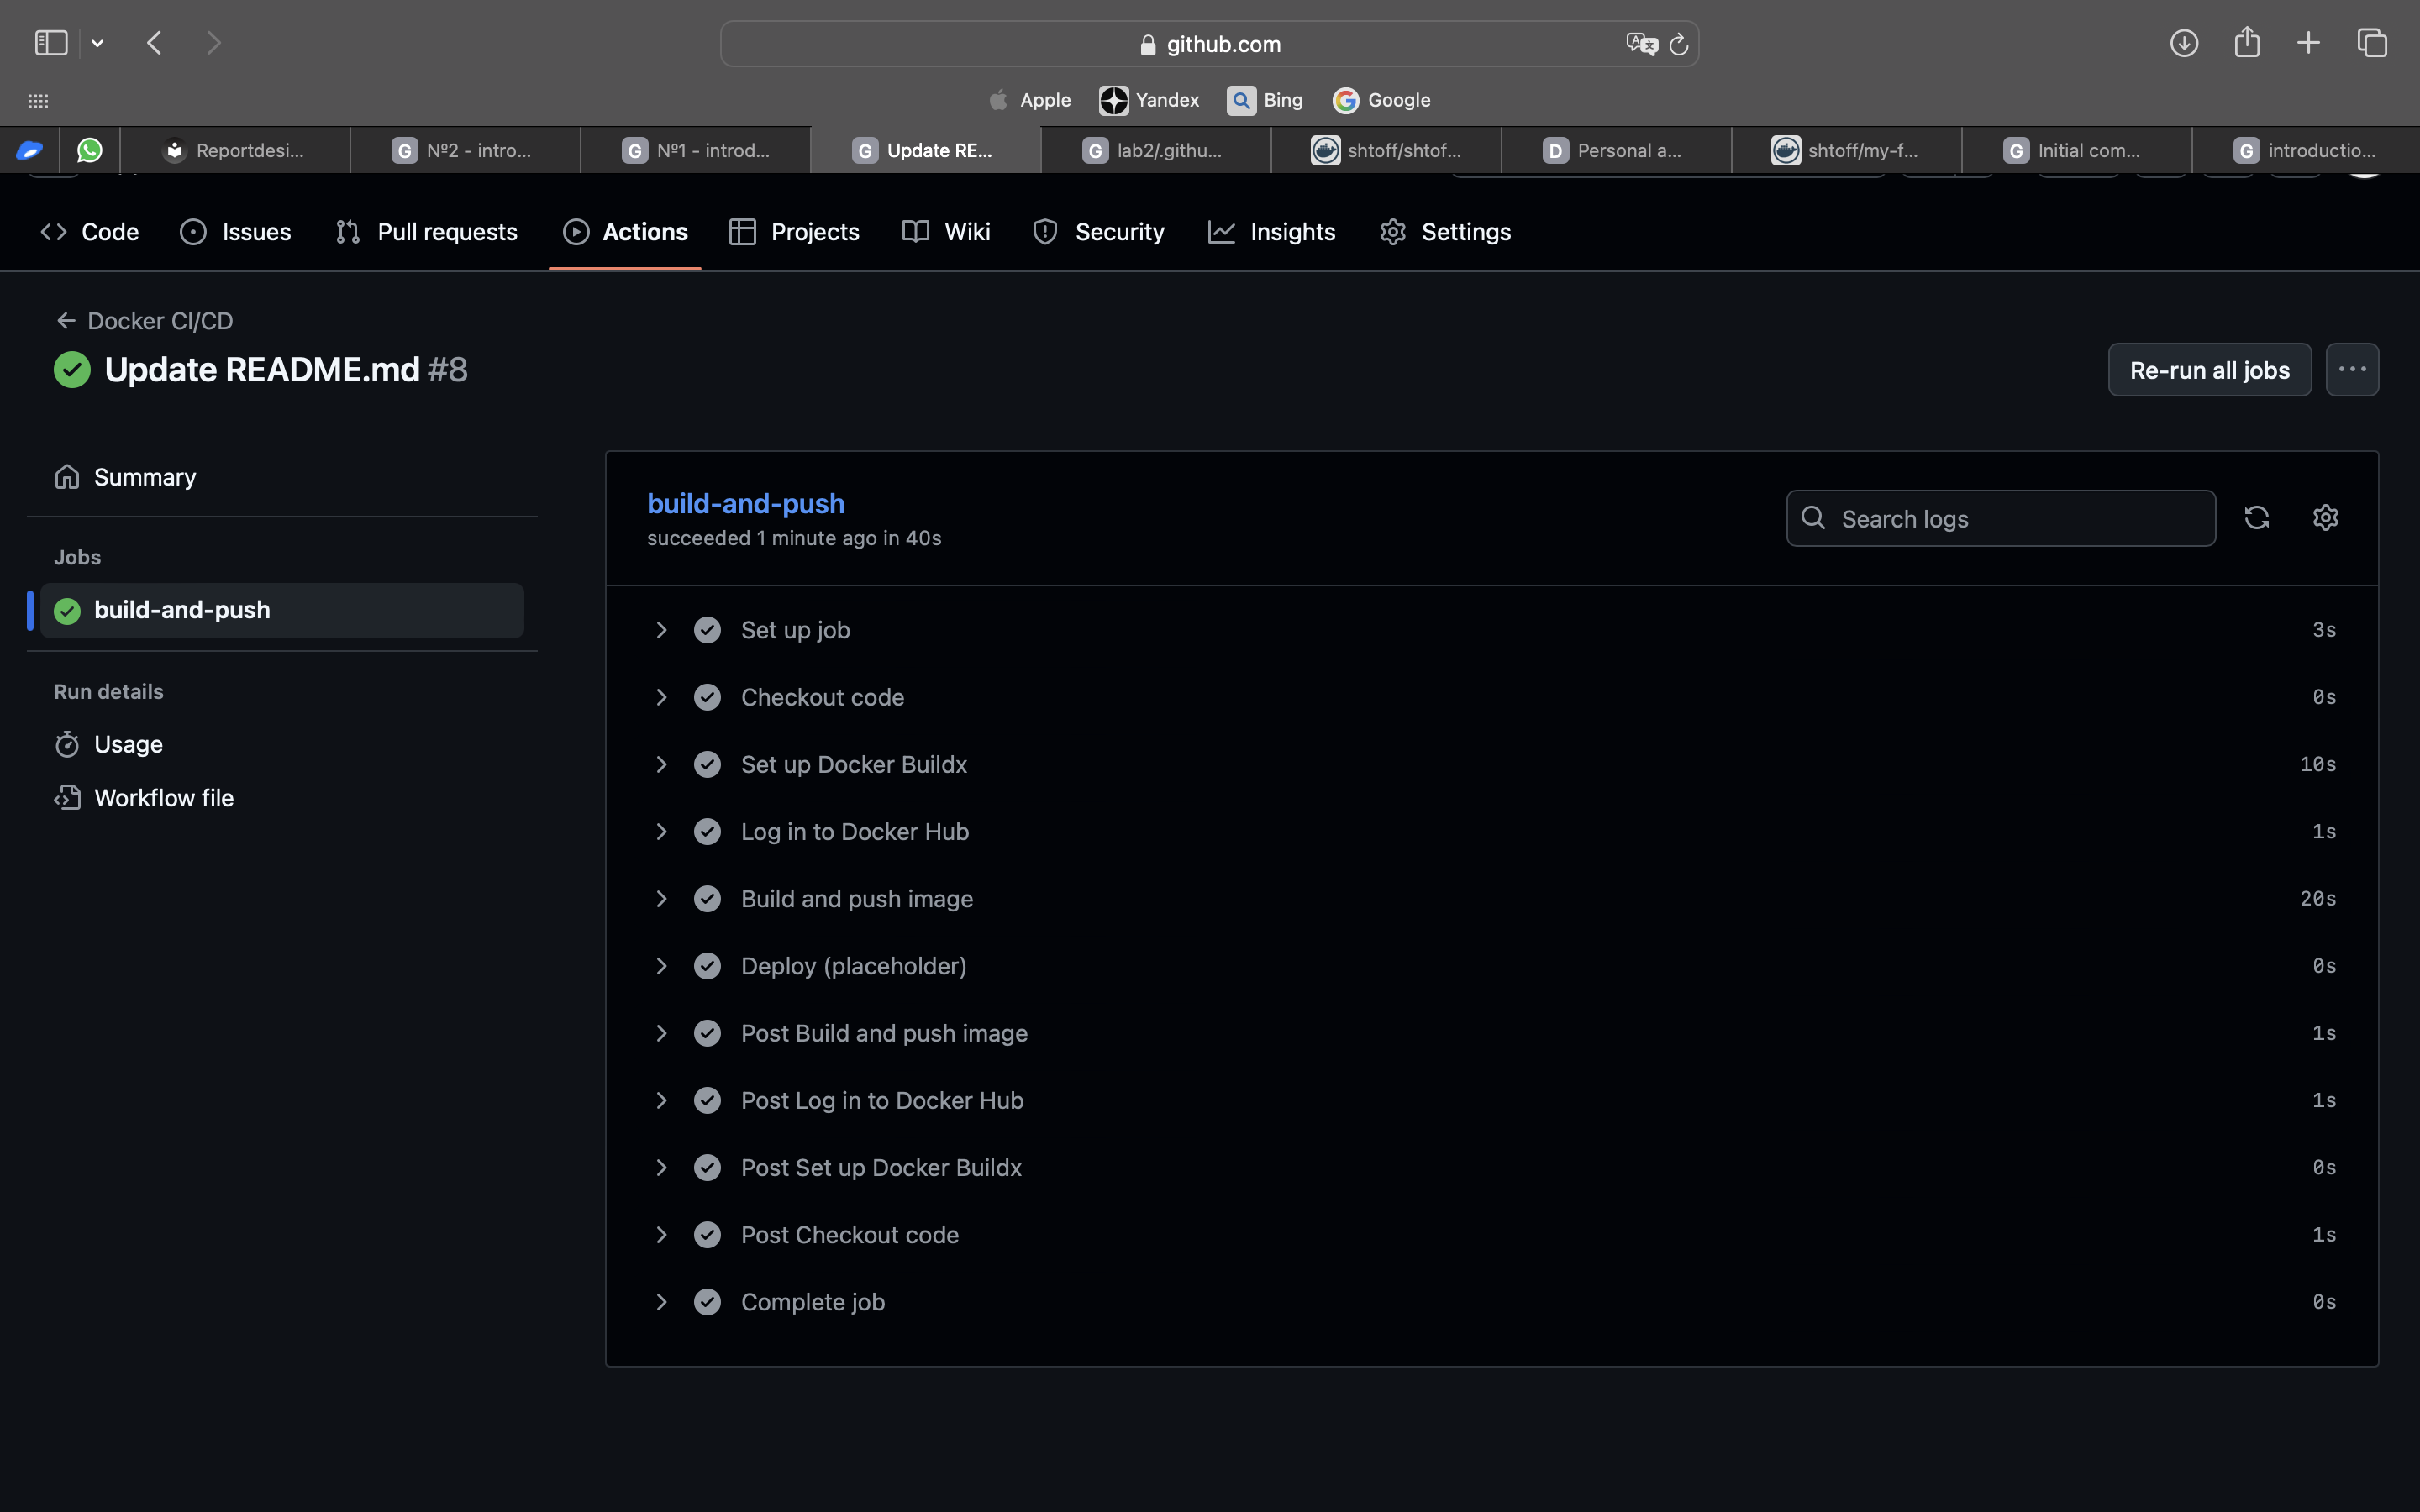 github.com
Apple Yandex Bing Google
Reportdesi... Nº2 - intro... Nº1 - introd... Update RE... lab2/.githu... shtoff/shtof... Personal a... shtoff/my-f... Initial com... introductio...
Code Issues Pull requests Actions Projects Wiki Security Insights Settings
Docker CI/CD
Update README.md #8
Re-run all jobs
Summary
Jobs
build-and-push
Run details
Usage
Workflow file
build-and-push
succeeded 1 minute ago in 40s
Search logs
Set up job 3s
Checkout code 0s
Set up Docker Buildx 10s
Log in to Docker Hub 1s
Build and push image 20s
Deploy (placeholder) 0s
Post Build and push image 1s
Post Log in to Docker Hub 1s
Post Set up Docker Buildx 0s
Post Checkout code 1s
Complete job 0s